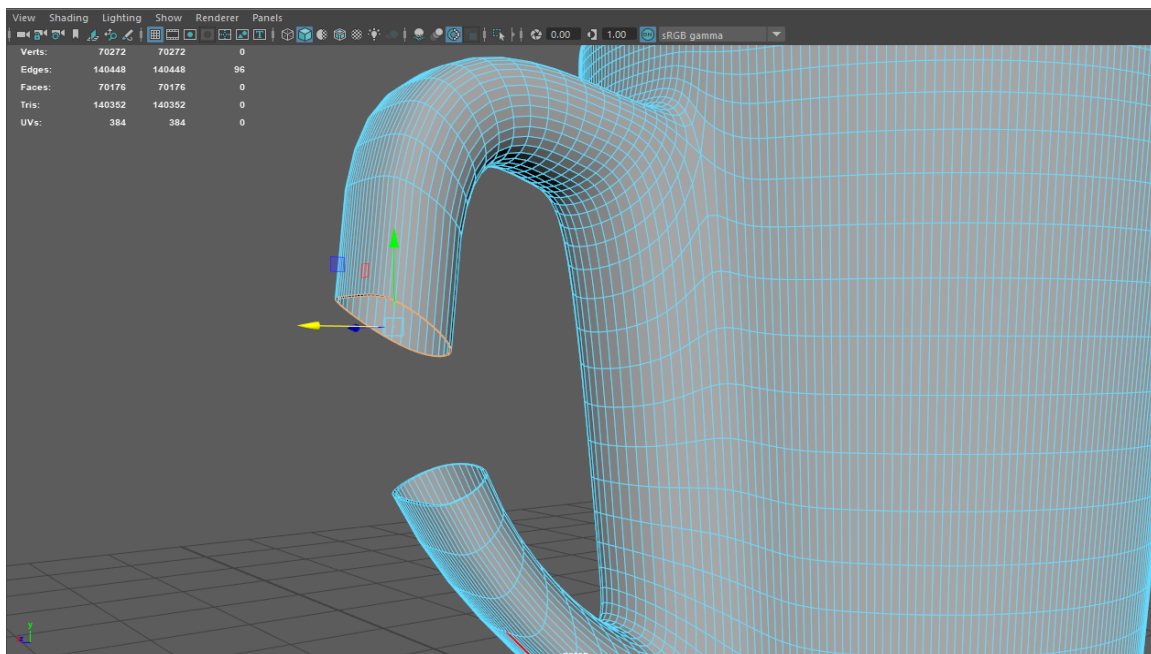 View Shading Lighting Show Renderer Panels
0.00 1.00 sRGB gamma
Verts: 70272 70272 0
Edges: 140448 140448 96
Faces: 70176 70176 0
Tris: 140352 140352 0
UVs: 384 384 0
y